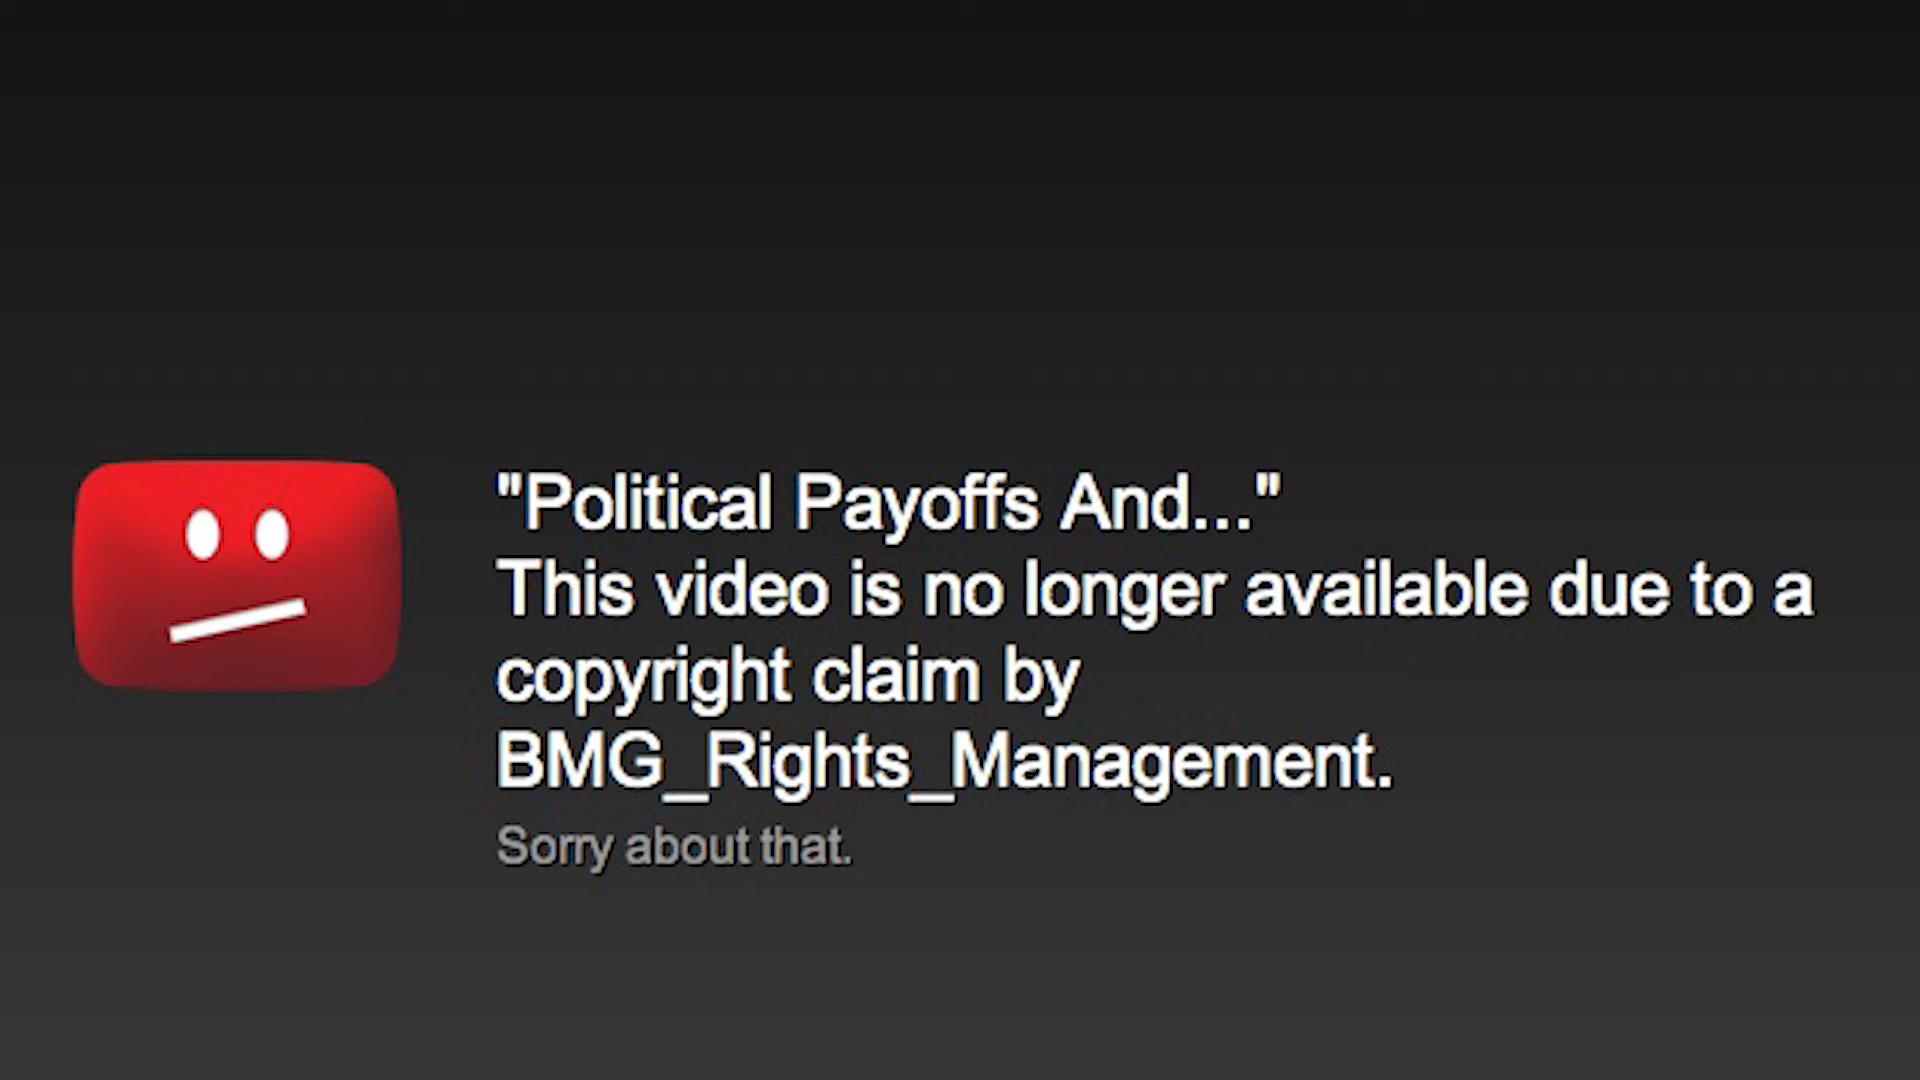 "Political Payoffs And..."
This video is no longer available due to a
copyright claim by
BMG_Rights_Management.
Sorry about that.